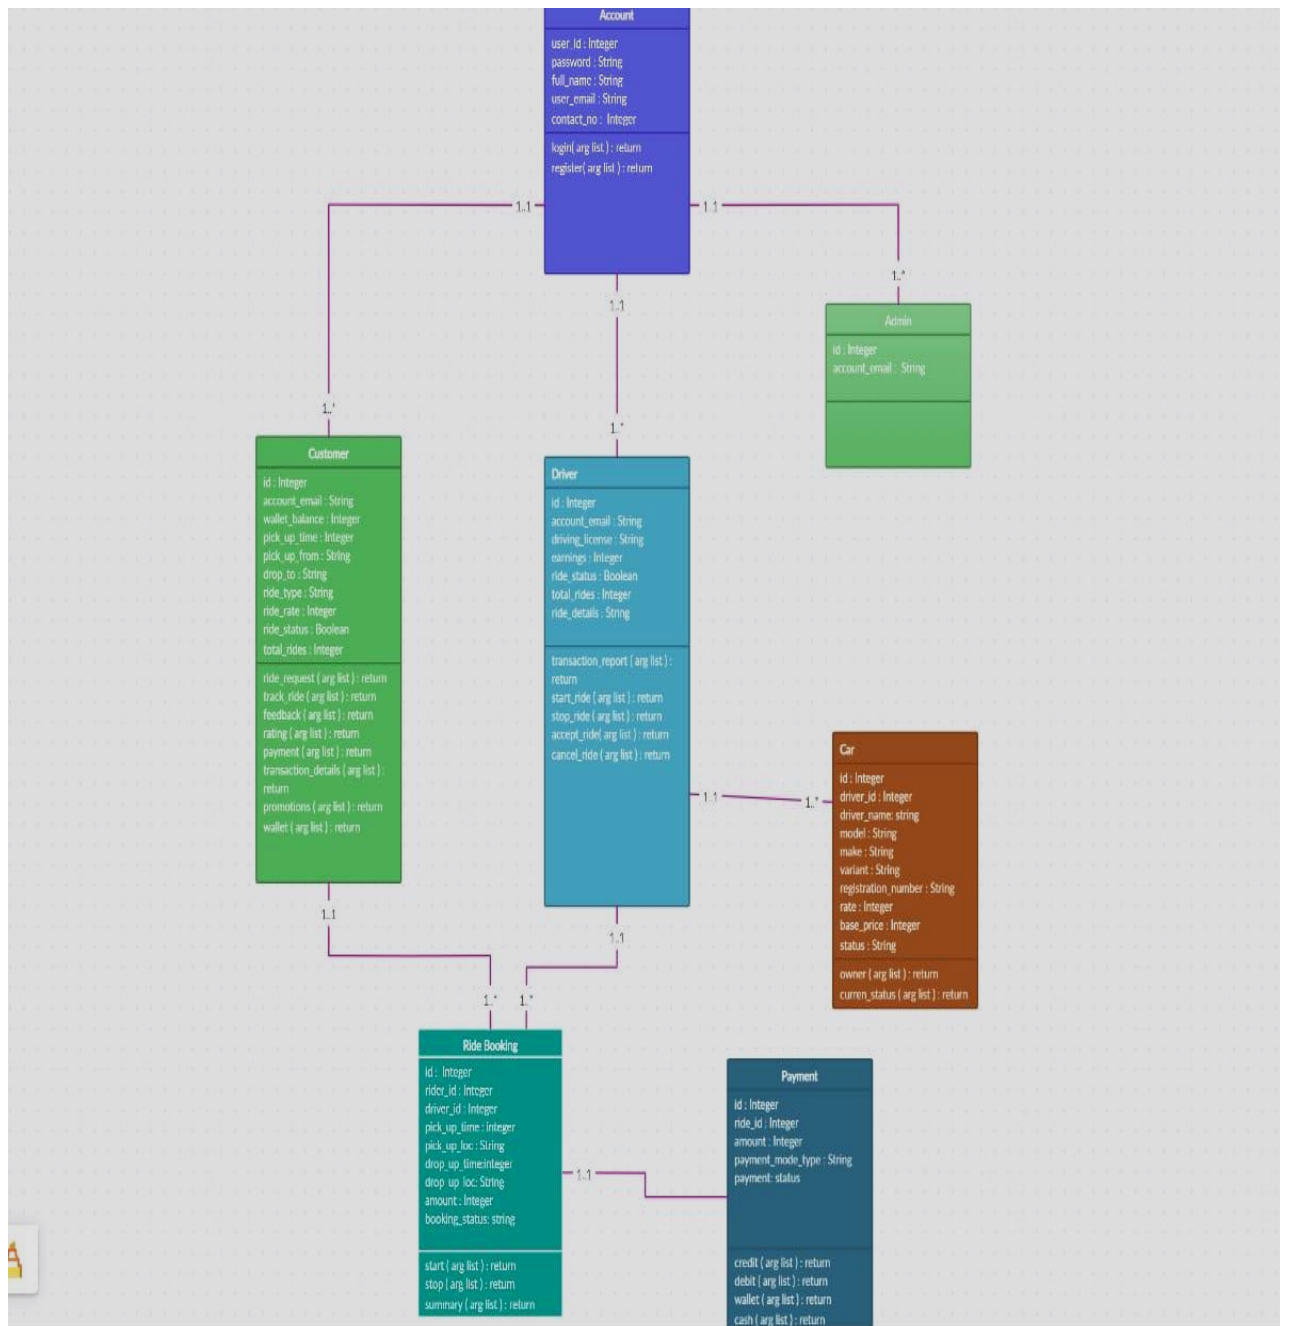 Account
user_id : Integer
password : String
full_name : String
user_email : String
contact_no : Integer
login( arg list ) : return
register( arg list ) : return
1..1
1..1
1..1
1..*
1..*
1..*
Admin
id : Integer
account_email : String
Customer
id : Integer
account_email : String
wallet_balance : Integer
pick_up_time : Integer
pick_up_from : String
drop_to : String
ride_type : String
ride_rate : Integer
ride_status : Boolean
total_rides : Integer
ride_request ( arg list ) : return
track_ride ( arg list ) : return
feedback ( arg list ) : return
rating ( arg list ) : return
payment ( arg list ) : return
transaction_details ( arg list ) :
return
promotions ( arg list ) : return
wallet ( arg list ) : return
Driver
id : Integer
account_email : String
driving_license : String
earnings : Integer
ride_status : Boolean
total_rides : Integer
ride_details : String
transaction_report ( arg list ) :
return
start_ride ( arg list ) : return
stop_ride ( arg list ) : return
accept_ride( arg list ) : return
cancel_ride ( arg list ) : return
1..1
1..*
Car
id : Integer
driver_id : Integer
driver_name: string
model : String
make : String
variant : String
registration_number : String
rate : Integer
base_price : Integer
status : String
owner ( arg list ) : return
curren_status ( arg list ) : return
1..1
1..1
1..*
1..*
Ride Booking
id : Integer
rider_id : Integer
driver_id : Integer
pick_up_time : integer
pick_up_loc : String
drop_up_time:integer
drop_up_loc: String
amount : Integer
booking_status: string
start ( arg list ) : return
stop ( arg list ) : return
summary ( arg list ) : return
1..1
Payment
id : Integer
ride_id : Integer
amount : Integer
payment_mode_type : String
payment: status
credit ( arg list ) : return
debit ( arg list ) : return
wallet ( arg list ) : return
cash ( arg list ) : return